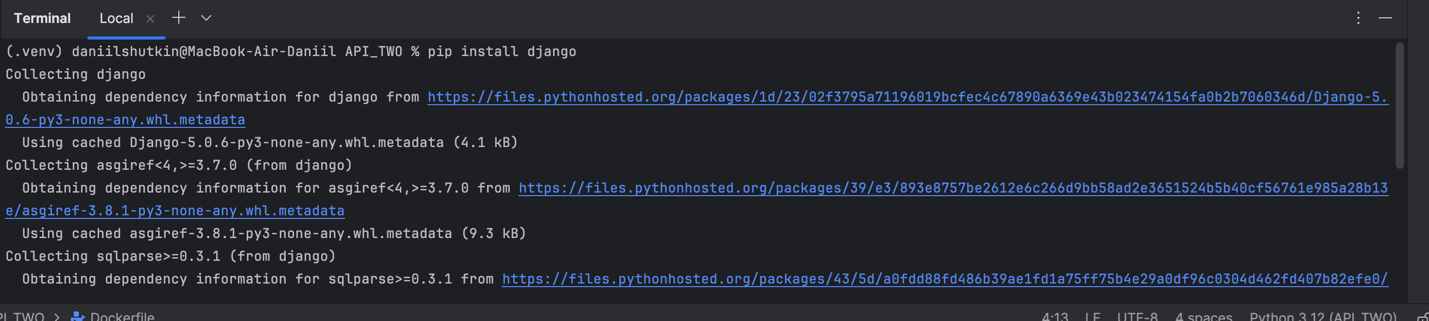 Terminal Local
(.venv) daniilshutkin@MacBook-Air-Daniil API_TWO % pip install django
Collecting django
Obtaining dependency information for django from https://files.pythonhosted.org/packages/1d/23/02f3795a71196019bcfec4c67890a6369e43b023474154fa0b2b7060346d/Django-5.
0.6-py3-none-any.whl.metadata
Using cached Django-5.0.6-py3-none-any.whl.metadata (4.1 kB)
Collecting asgiref<4,>=3.7.0 (from django)
Obtaining dependency information for asgiref<4,>=3.7.0 from https://files.pythonhosted.org/packages/39/e3/893e8757be2612e6c266d9bb58ad2e3651524b5b40cf56761e985a28b13
e/asgiref-3.8.1-py3-none-any.whl.metadata
Using cached asgiref-3.8.1-py3-none-any.whl.metadata (9.3 kB)
Collecting sqlparse>=0.3.1 (from django)
Obtaining dependency information for sqlparse>=0.3.1 from https://files.pythonhosted.org/packages/43/5d/a0fdd88fd486b39ae1fd1a75ff75b4e29a0df96c0304d462fd407b82efe0/
PI_TWO > Dockerfile 4:13 LF UTF-8 4 spaces Python 3.12 (API_TWO)